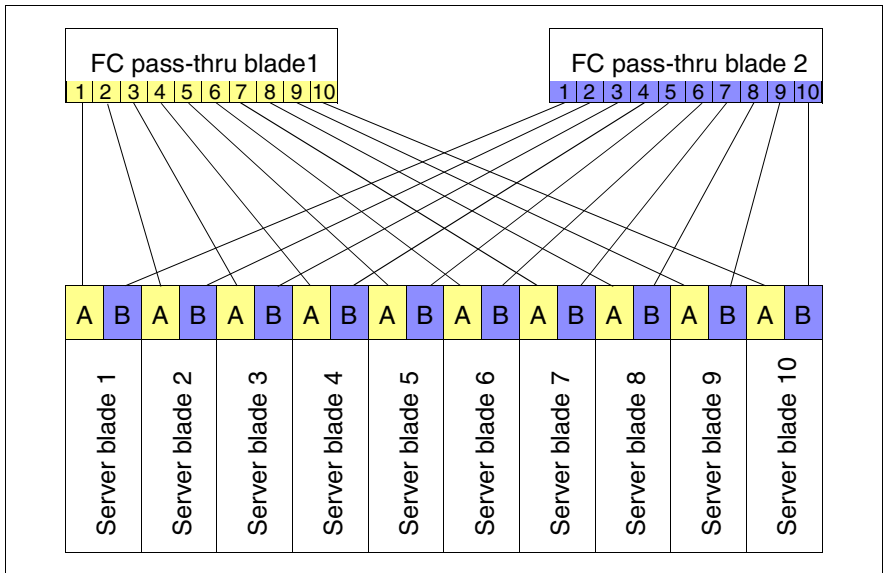 FC pass-thru blade1
1 2 3 4 5 6 7 8 9 10
FC pass-thru blade 2
1 2 3 4 5 6 7 8 9 10
A B A B A B A B A B A B A B A B A B A B
Server blade 1
Server blade 2
Server blade 3
Server blade 4
Server blade 5
Server blade 6
Server blade 7
Server blade 8
Server blade 9
Server blade 10